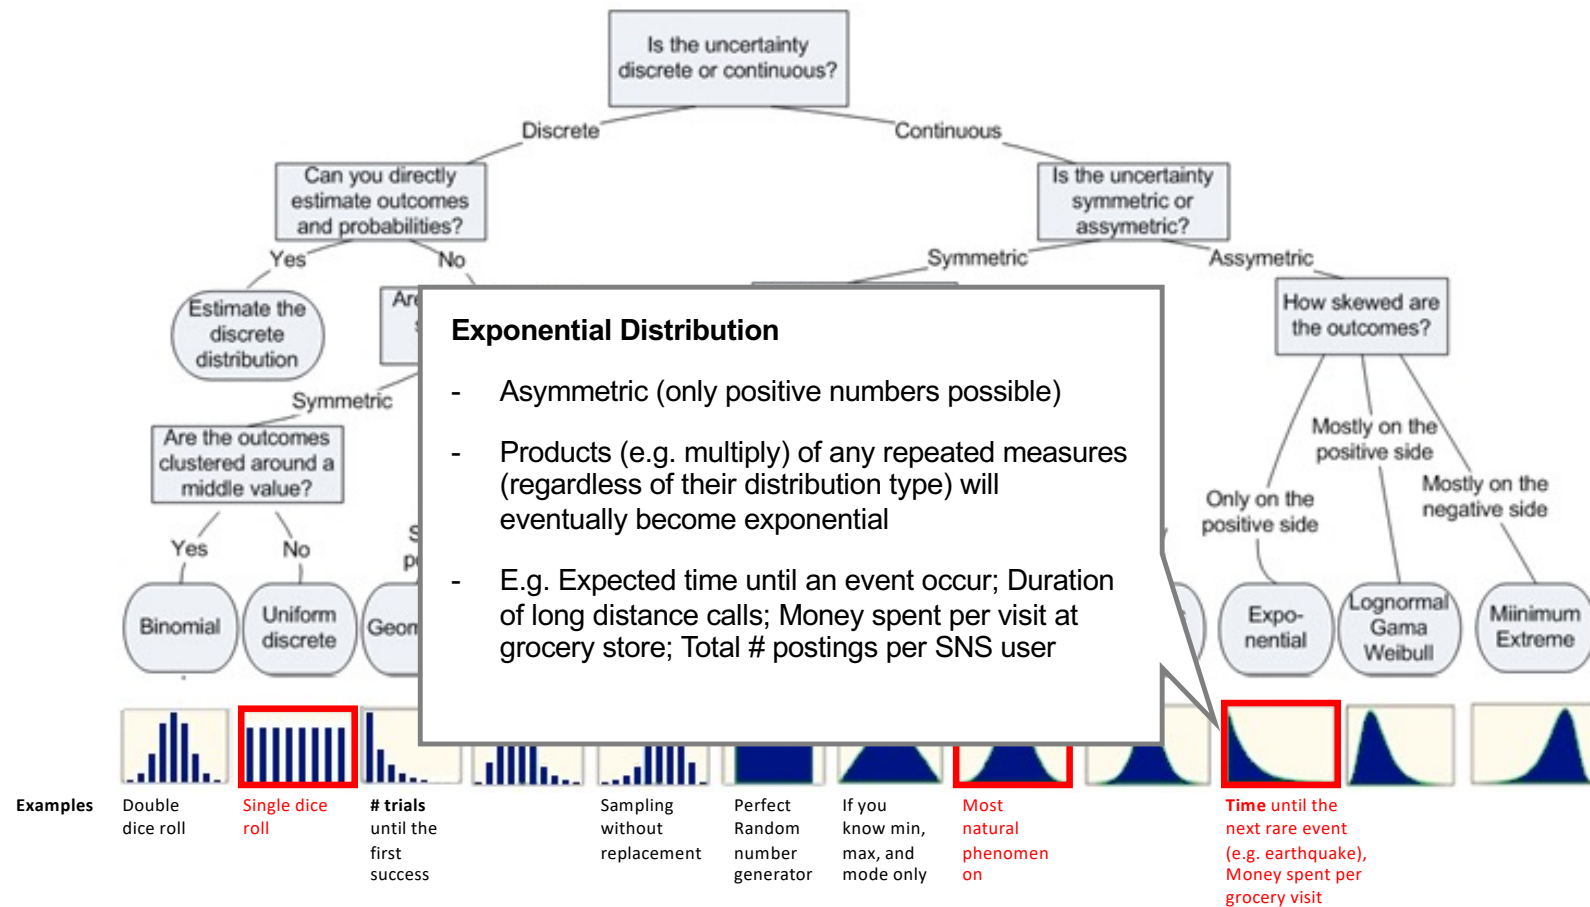 Is the uncertainty
discrete or continuous?
Discrete
Continuous
Can you directly
estimate outcomes
and probabilities?
Is the uncertainty
symmetric or
assymetric?
Yes
No
Symmetric
Assymetric
Estimate the
discrete
distribution
How skewed are
the outcomes?
Symmetric
Are the outcomes
clustered around a
middle value?
Yes
No
Mostly on the
positive side
Only on the
positive side
Mostly on the
negative side
Binomial
Uniform
discrete
Geom
Expo-
nential
Lognormal
Gama
Weibull
Miinimum
Extreme
Exponential Distribution
- Asymmetric (only positive numbers possible)
- Products (e.g. multiply) of any repeated measures
(regardless of their distribution type) will
eventually become exponential
- E.g. Expected time until an event occur; Duration
of long distance calls; Money spent per visit at
grocery store; Total # postings per SNS user
Examples
Double
dice roll
Single dice
roll
# trials
until the
first
success
Sampling
without
replacement
Perfect
Random
number
generator
If you
know min,
max, and
mode only
Most
natural
phenomen
on
Time until the
next rare event
(e.g. earthquake),
Money spent per
grocery visit